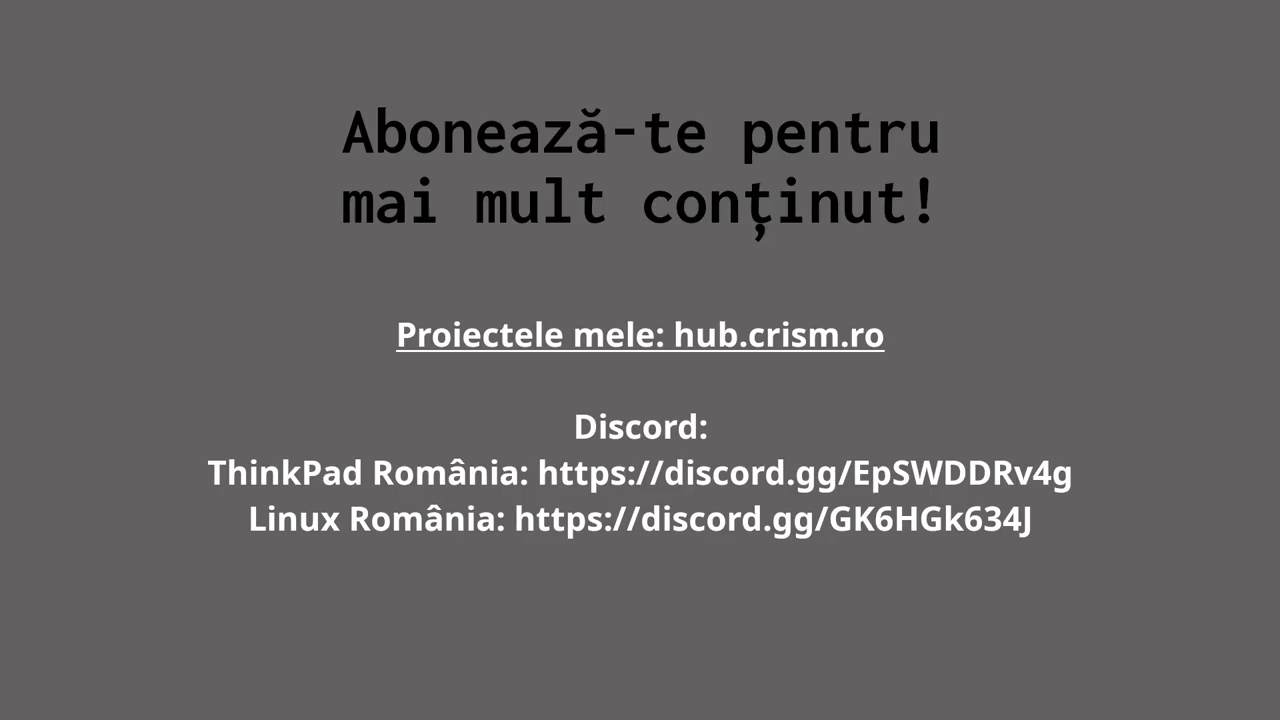 Abonează-te pentru
mai mult conținut!
Proiectele mele: hub.crism.ro
Discord:
ThinkPad România: https://discord.gg/EpSWDDRv4g
Linux România: https://discord.gg/GK6HGk634J